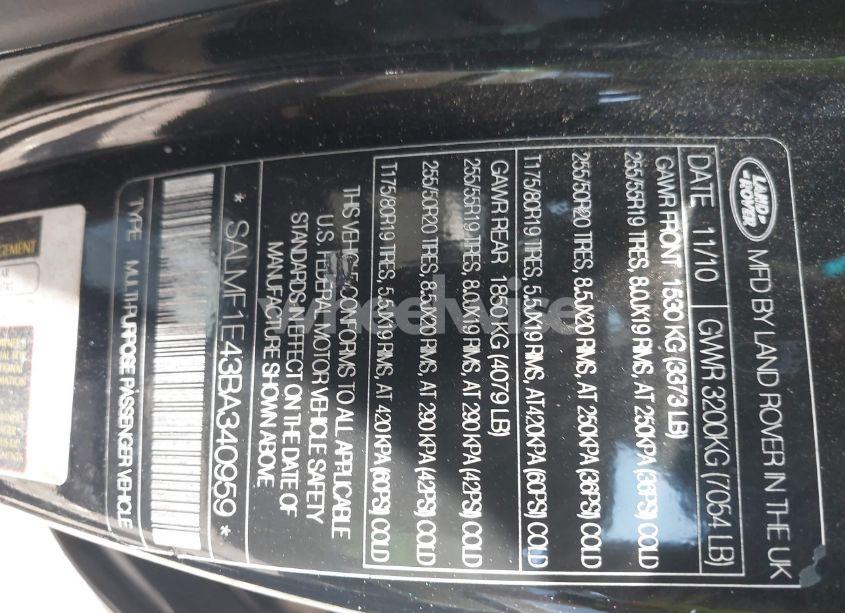 LAND ROVER MFD BY LAND ROVER IN THE UK
DATE 11/10 GVWR 3200KG (7054 LB)
GAWR FRONT 1530 KG (3373 LB)
255/55R19 TIRES, 8.0JX19 RIMS, AT 250KPA (36PSI) COLD
255/50R20 TIRES, 8.5JX20 RIMS, AT 250KPA (36PSI) COLD
T175/80R19 TIRES, 5.5JX19 RIMS, AT 420KPA (60PSI) COLD
GAWR REAR 1850 KG (4079 LB)
255/55R19 TIRES, 8.0JX19 RIMS, AT 290 KPA (42PSI) COLD
255/50R20 TIRES, 8.5JX20 RIMS, AT 290 KPA (42PSI) COLD
T175/80R19 TIRES, 5.5JX19 RIMS, AT 420 KPA (60PSI) COLD
THIS VEHICLE CONFORMS TO ALL APPLICABLE
U.S. FEDERAL MOTOR VEHICLE SAFETY
STANDARDS IN EFFECT ON THE DATE OF
MANUFACTURE SHOWN ABOVE
* SALMF1E43BA340959 *
TYPE MULTI-PURPOSE PASSENGER VEHICLE
wheelwise